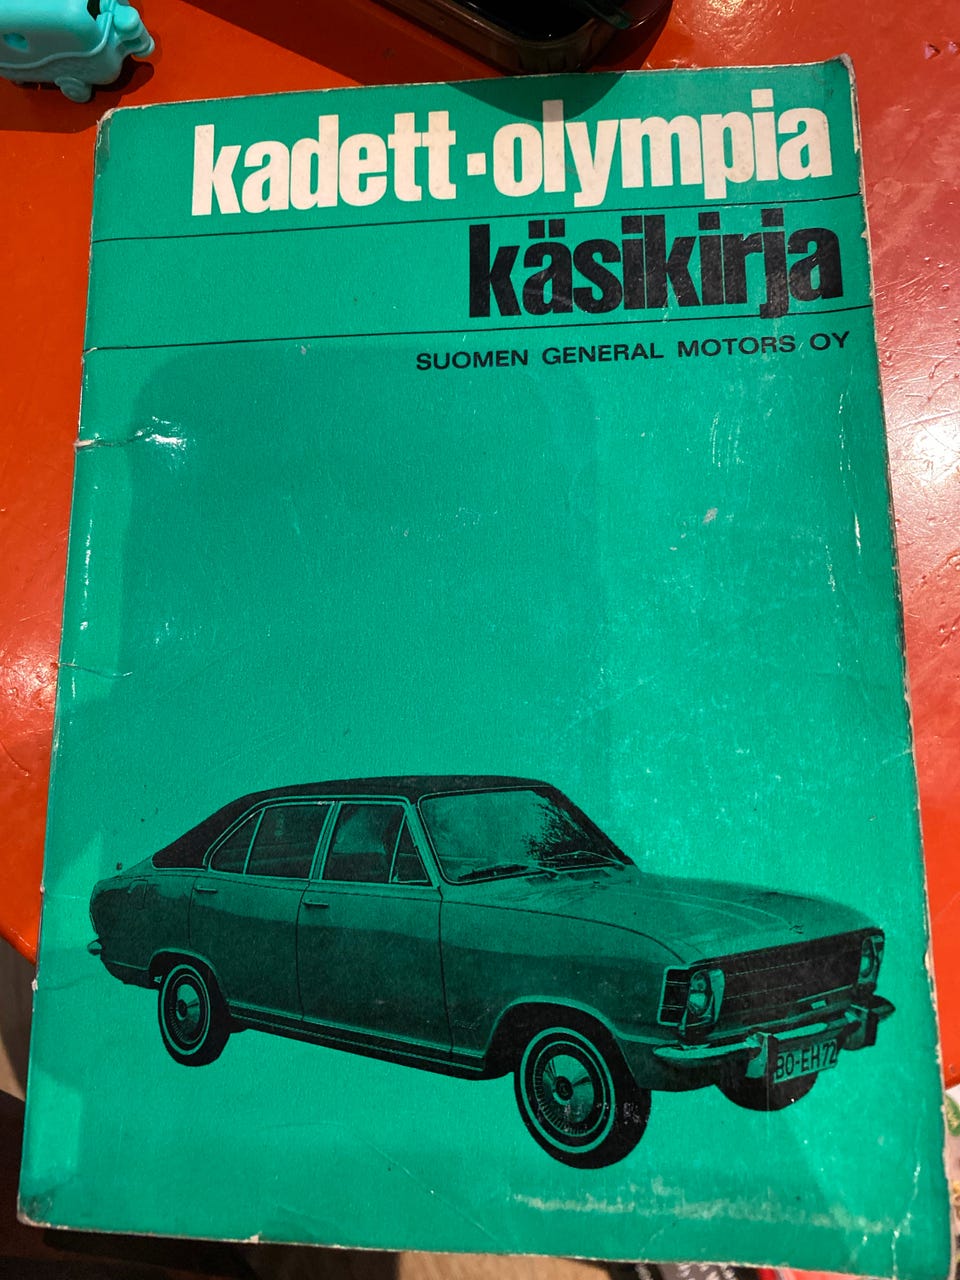 kadett·olympia
käsikirja
SUOMEN GENERAL MOTORS OY
BO-EH72